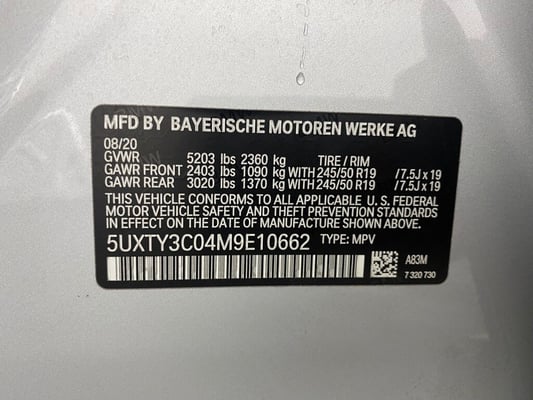 MFD BY BAYERISCHE MOTOREN WERKE AG
08/20
GVWR 5203 lbs 2360 kg TIRE / RIM
GAWR FRONT 2403 lbs 1090 kg WITH 245/50 R19 /7.5J x 19
GAWR REAR 3020 lbs 1370 kg WITH 245/50 R19 /7.5J x 19
THIS VEHICLE CONFORMS TO ALL APPLICABLE U. S. FEDERAL
MOTOR VEHICLE SAFETY AND THEFT PREVENTION STANDARDS
IN EFFECT ON THE DATE OF MANUFACTURE SHOWN ABOVE.
5UXTY3C04M9E10662 TYPE: MPV
A83M
7 320 730